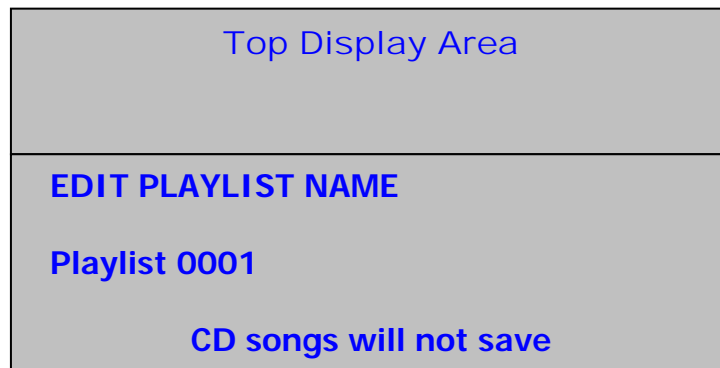 Top Display Area
EDIT PLAYLIST NAME
Playlist 0001
CD songs will not save